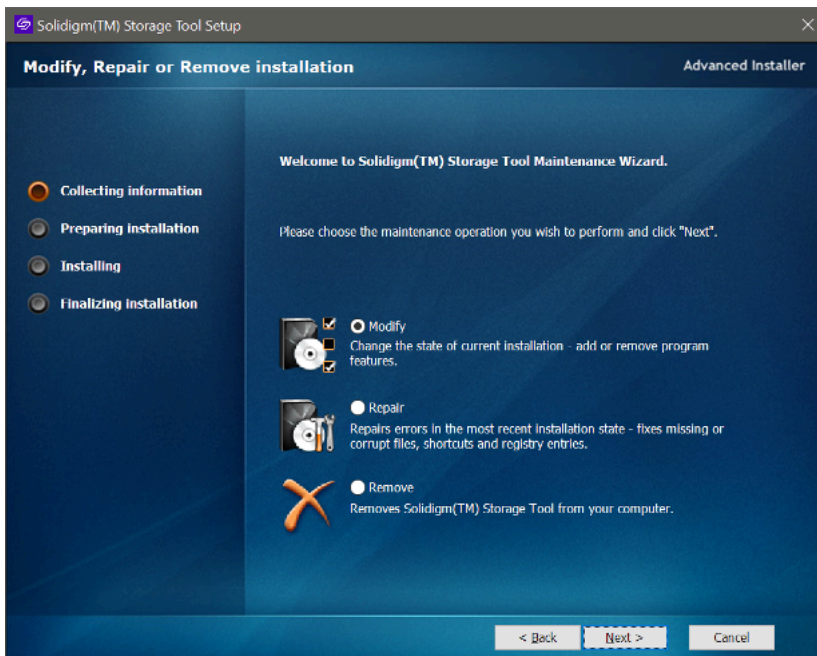 Solidigm(TM) Storage Tool Setup
Modify, Repair or Remove installation
Advanced Installer
Collecting information
Preparing installation
Installing
Finalizing installation
Welcome to Solidigm(TM) Storage Tool Maintenance Wizard.
Please choose the maintenance operation you wish to perform and click "Next".
Modify
Change the state of current installation - add or remove program
features.
Repair
Repairs errors in the most recent installation state - fixes missing or
corrupt files, shortcuts and registry entries.
Remove
Removes Solidigm(TM) Storage Tool from your computer.
< Back
Next >
Cancel